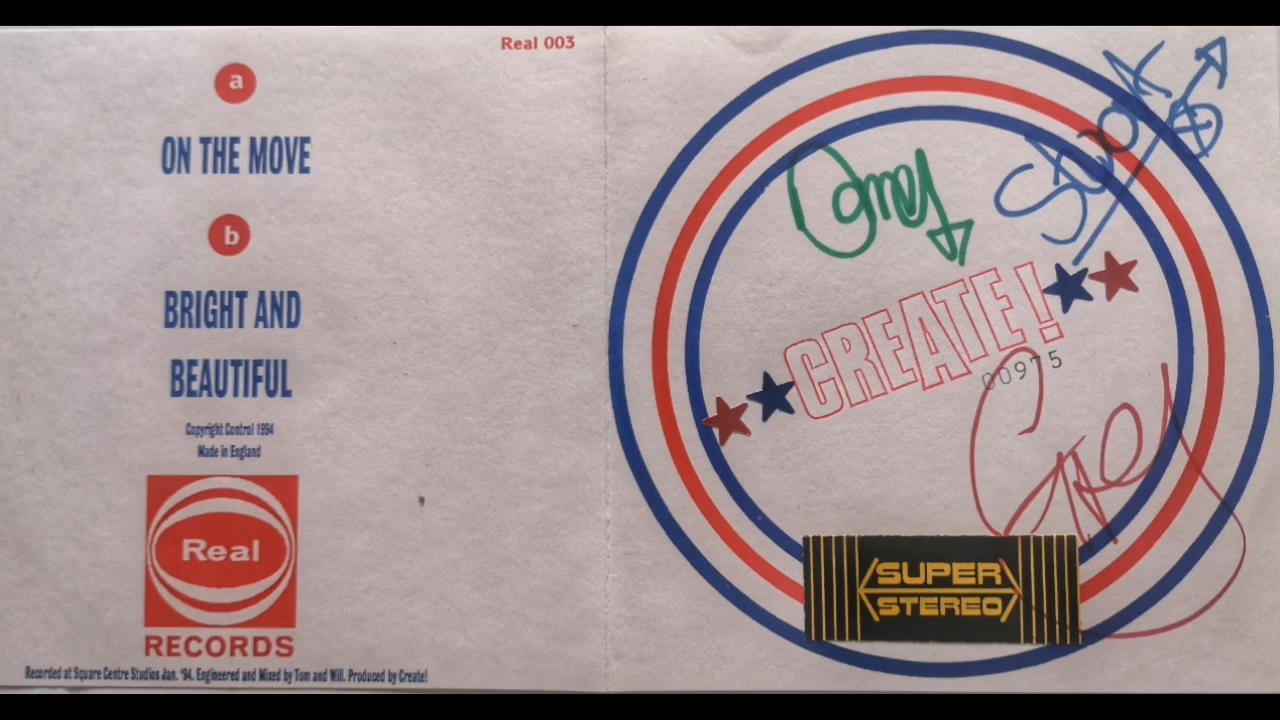 Real 003
a
ON THE MOVE
b
BRIGHT AND
BEAUTIFUL
Copyright Control 1994
Made in England
Real
RECORDS
Recorded at Square Centre Studios Jan. '94. Engineered and Mixed by Tom and Will. Produced by Create!
CREATE!
00975
SUPER
STEREO